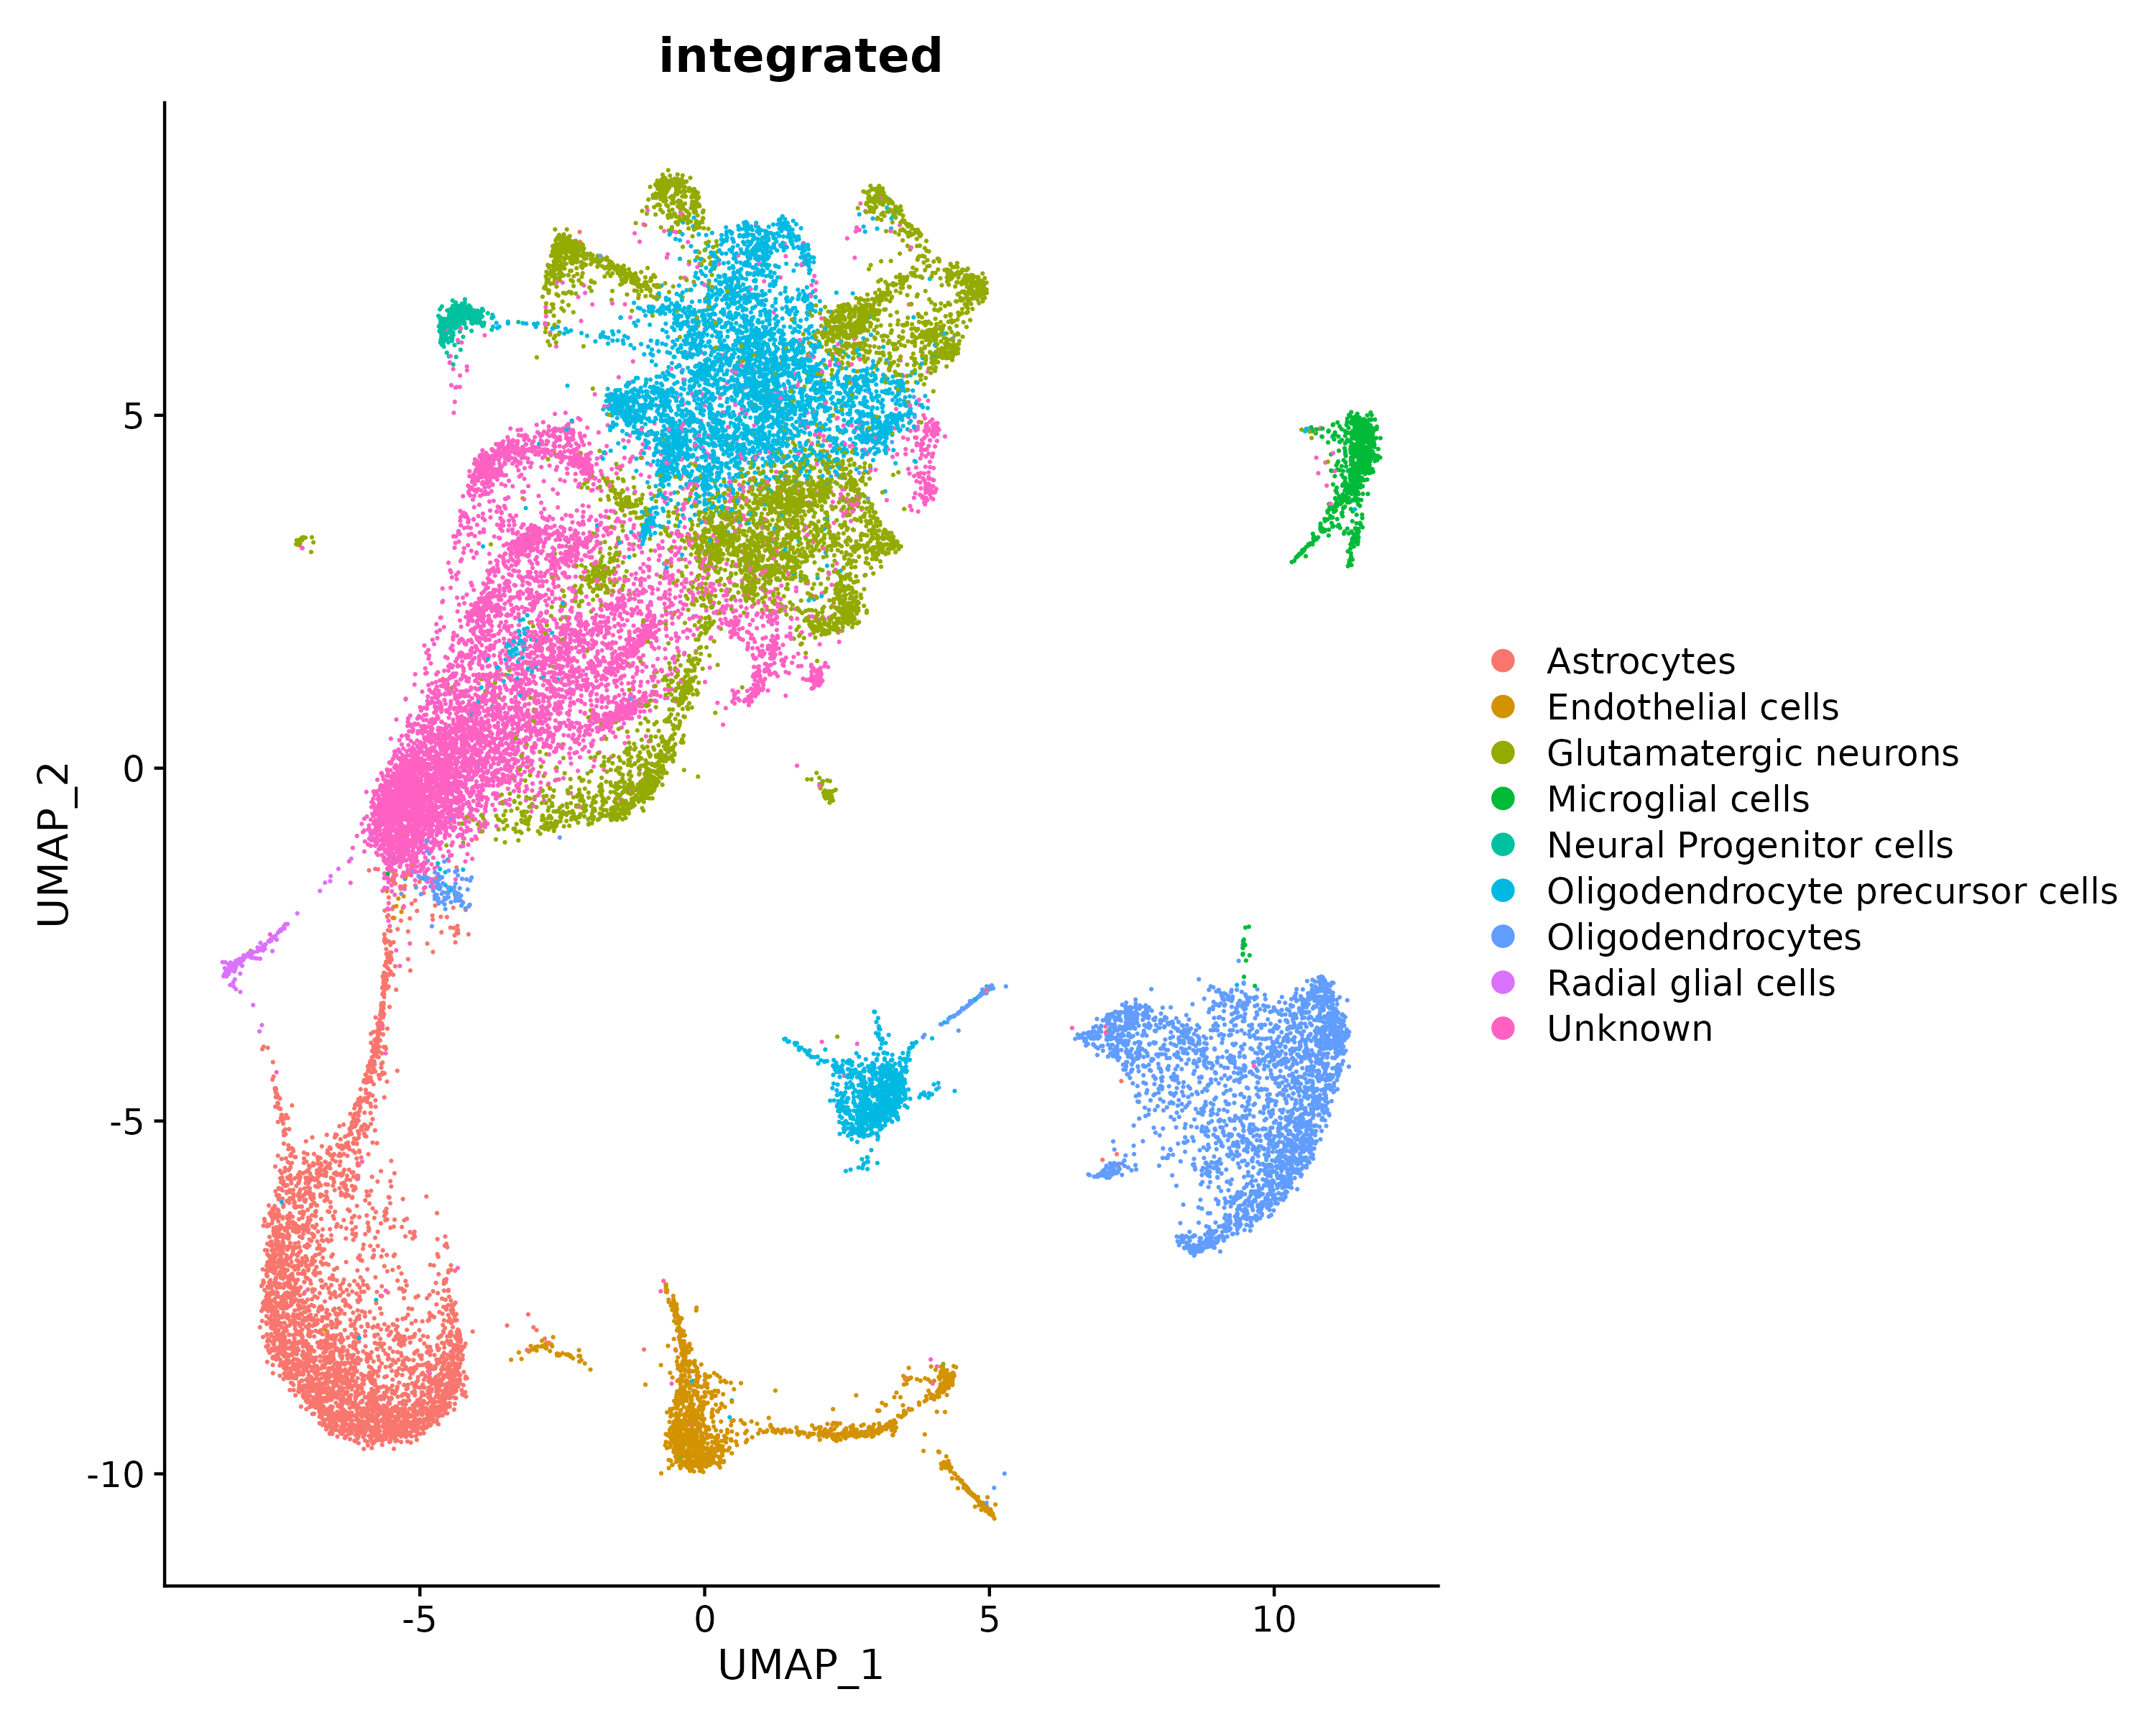 integrated
UMAP_2
5
0
-5
-10
-5 0 5 10
UMAP_1
Astrocytes
Endothelial cells
Glutamatergic neurons
Microglial cells
Neural Progenitor cells
Oligodendrocyte precursor cells
Oligodendrocytes
Radial glial cells
Unknown